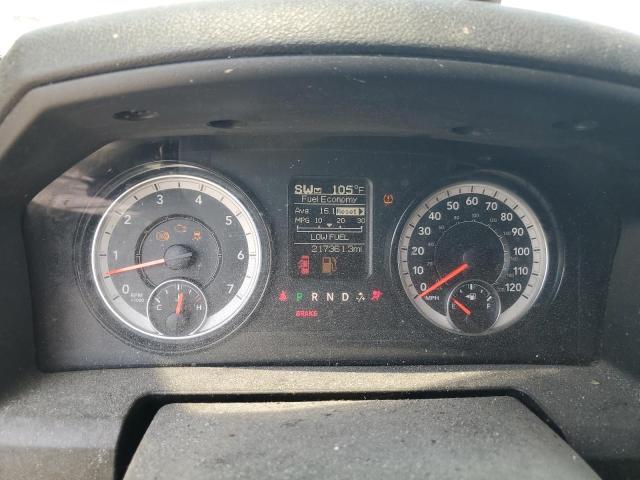 SW 105°F
Fuel Economy
Avg 16.1 Reset
MPG 10 20 30
LOW FUEL
217361.3mi
P R N D
BRAKE
1 2 3 4 5 6 7
RPM
C H
0 10 20 30 40 50 60 70 80 90 100 110 120
MPH
E F